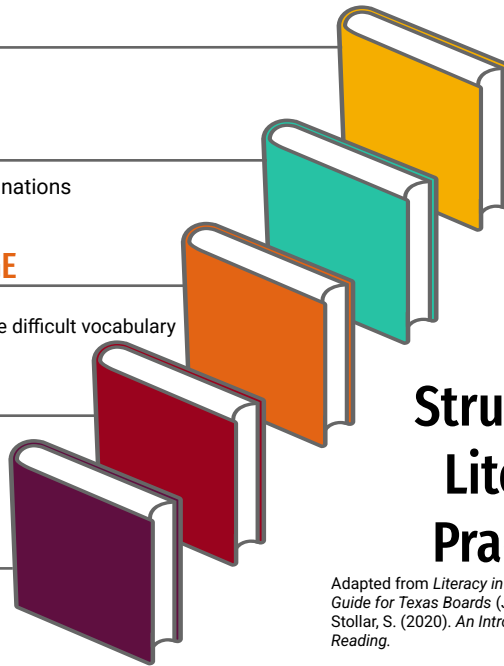 nations
E
e difficult vocabulary
Stru
Lite
Pra
Adapted from Literacy in
Guide for Texas Boards (
Stollar, S. (2020). An Intro
Reading.